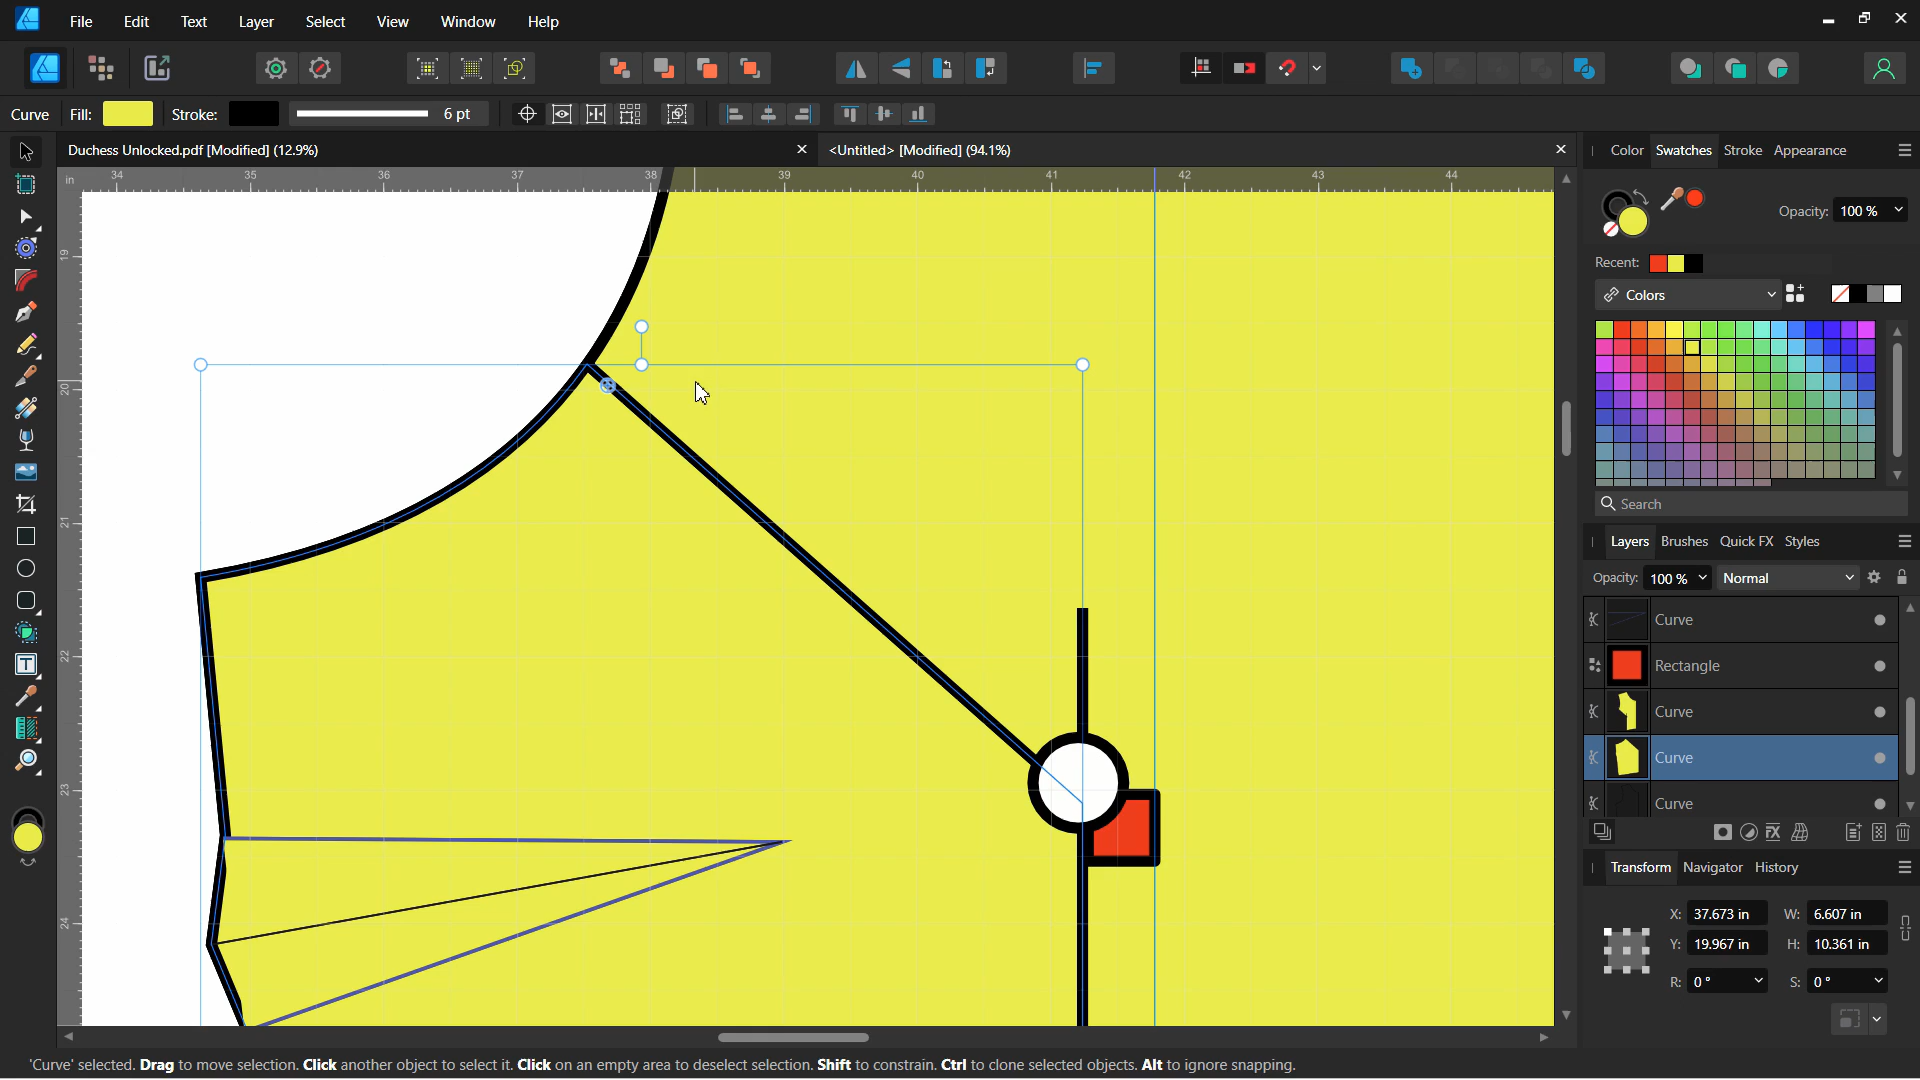 File Edit Text Layer Select View Window Help
Curve Fill: Stroke: 6 pt
Duchess Unlocked.pdf [Modified] (12.9%) <Untitled> [Modified] (94.1%)
in 34 35 36 37 38 39 40 41 42 43 44
19
20
21
22
23
24
Color Swatches Stroke Appearance
Opacity: 100 %
Recent:
Colors
Search
Layers Brushes Quick FX Styles
Opacity: 100 % Normal
Curve
Rectangle
Curve
Curve
Curve
Transform Navigator History
X: 37.673 in W: 6.607 in
Y: 19.967 in H: 10.361 in
R: 0 ° S: 0 °
'Curve' selected. Drag to move selection. Click another object to select it. Click on an empty area to deselect selection. Shift to constrain. Ctrl to clone selected objects. Alt to ignore snapping.